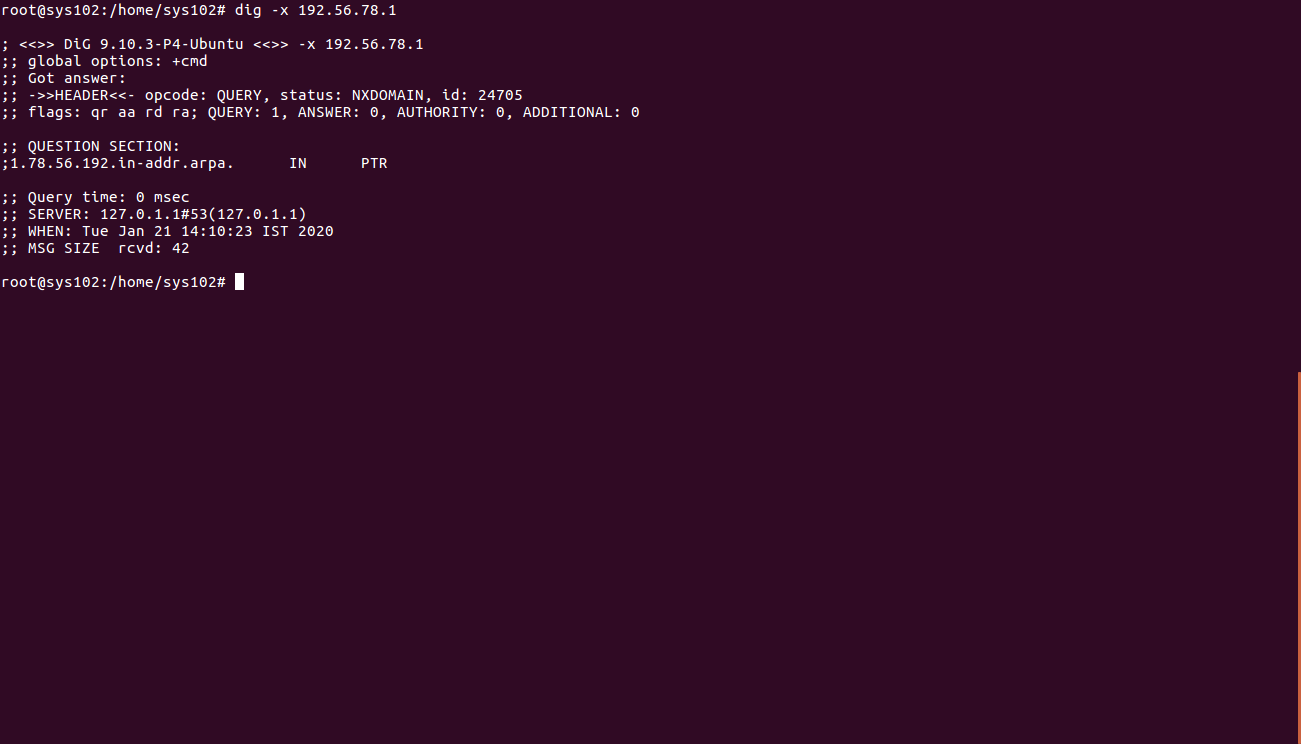 root@sys102:/home/sys102# dig -x 192.56.78.1
; <<>> DiG 9.10.3-P4-Ubuntu <<>> -x 192.56.78.1
;; global options: +cmd
;; Got answer:
;; ->>HEADER<<- opcode: QUERY, status: NXDOMAIN, id: 24705
;; flags: qr aa rd ra; QUERY: 1, ANSWER: 0, AUTHORITY: 0, ADDITIONAL: 0
;; QUESTION SECTION:
;1.78.56.192.in-addr.arpa. IN PTR
;; Query time: 0 msec
;; SERVER: 127.0.1.1#53(127.0.1.1)
;; WHEN: Tue Jan 21 14:10:23 IST 2020
;; MSG SIZE rcvd: 42
root@sys102:/home/sys102#